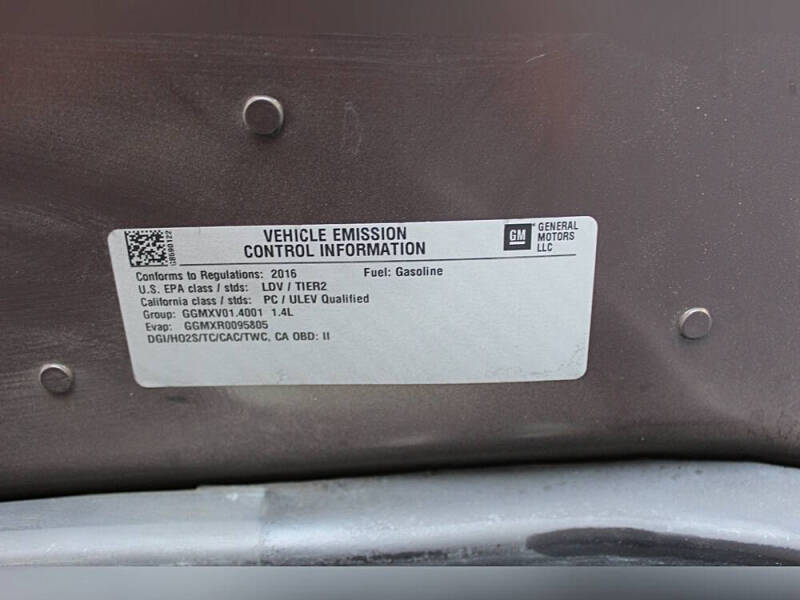 VEHICLE EMISSION
CONTROL INFORMATION
GM
GENERAL
MOTORS
LLC
Conforms to Regulations: 2016 Fuel: Gasoline
U.S. EPA class / stds: LDV / TIER2
California class / stds: PC / ULEV Qualified
Group: GGMXV01.4001 1.4L
Evap: GGMXR0095805
DGI/HO2S/TC/CAC/TWC, CA OBD: II